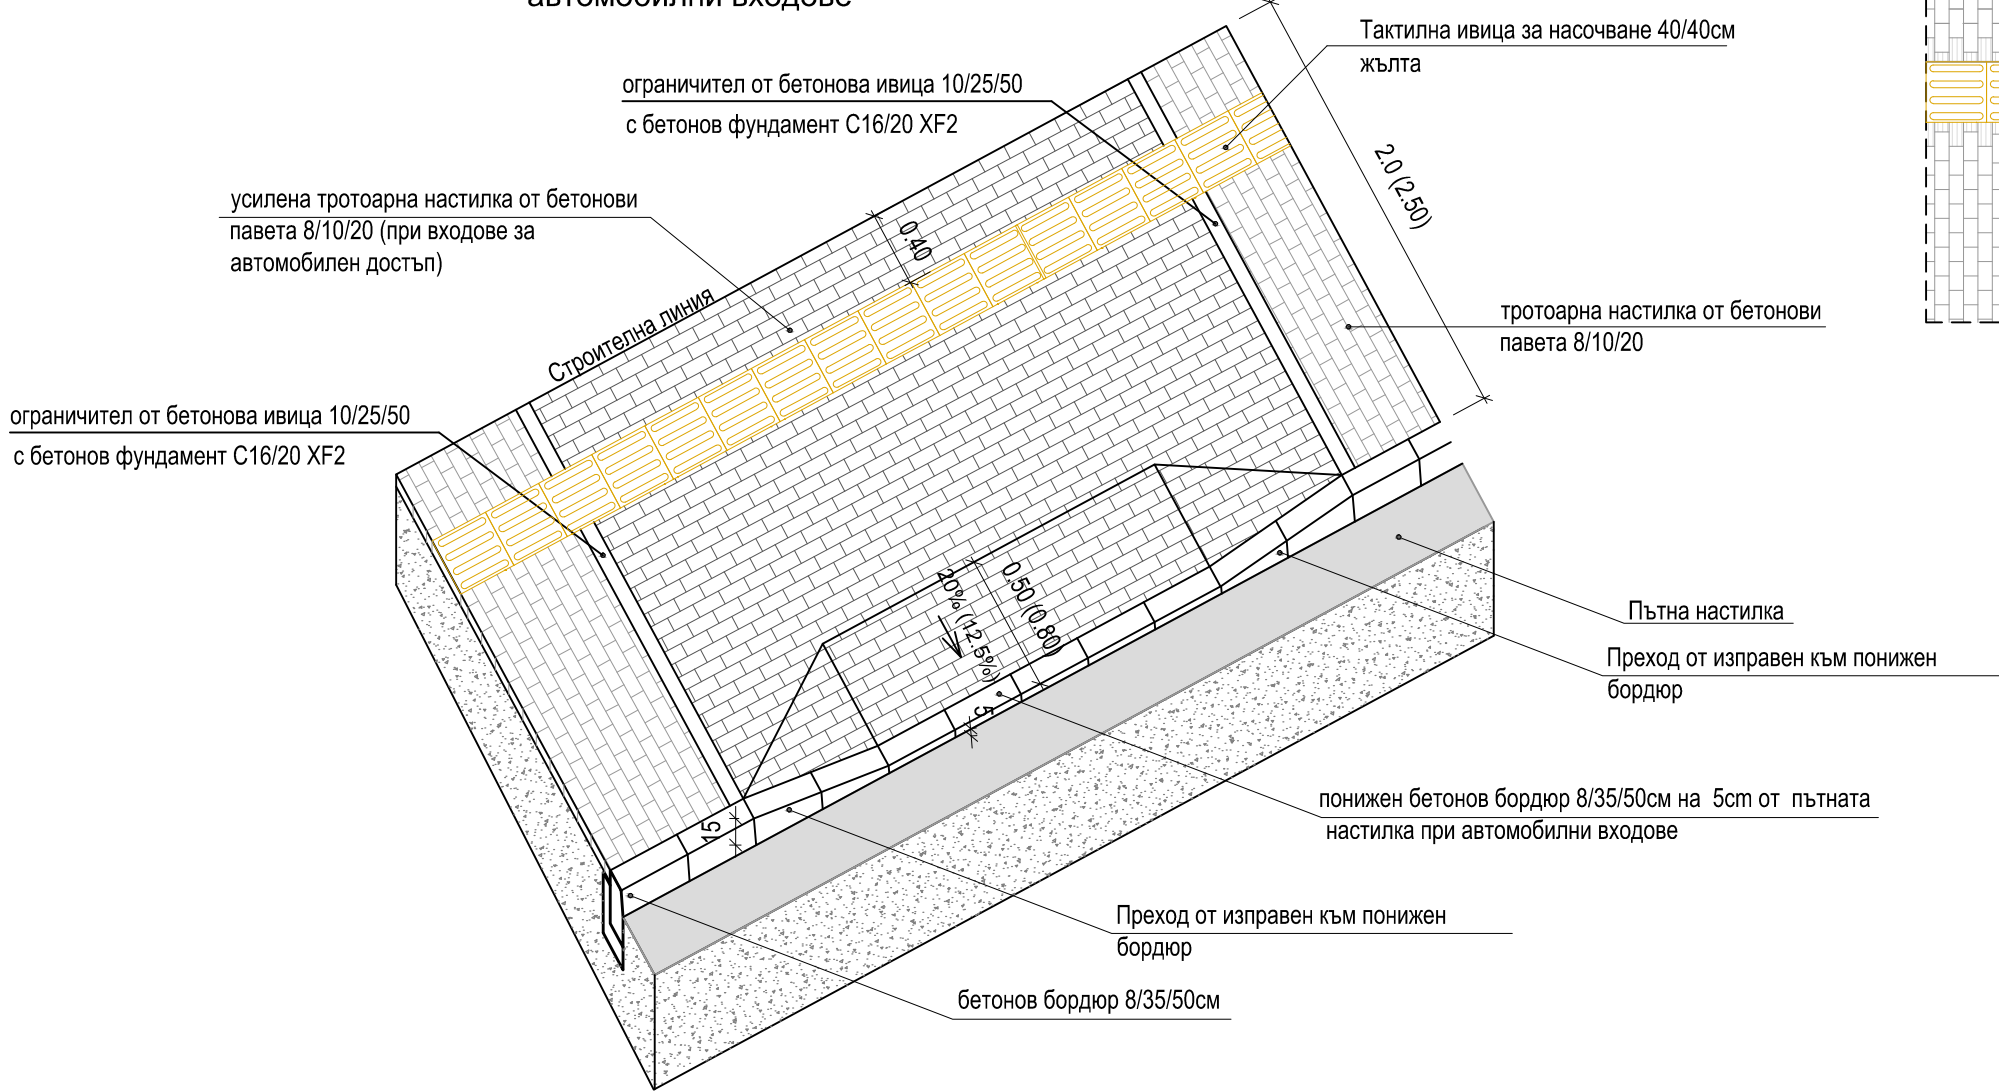 автомобилни входове
Тактилна ивица за насочване 40/40см
жълта
ограничител от бетонова ивица 10/25/50
с бетонов фундамент C16/20 XF2
2.0 (2.50)
усилена тротоарна настилка от бетонови
павета 8/10/20 (при входове за
автомобилен достъп)
0.40
Строителна линия
тротоарна настилка от бетонови
павета 8/10/20
ограничител от бетонова ивица 10/25/50
с бетонов фундамент C16/20 XF2
0.50 (0.80)
20% (12.5%)
Пътна настилка
Преход от изправен към понижен
бордюр
5
понижен бетонов бордюр 8/35/50см на 5cm от пътната
настилка при автомобилни входове
15
Преход от изправен към понижен
бордюр
бетонов бордюр 8/35/50см